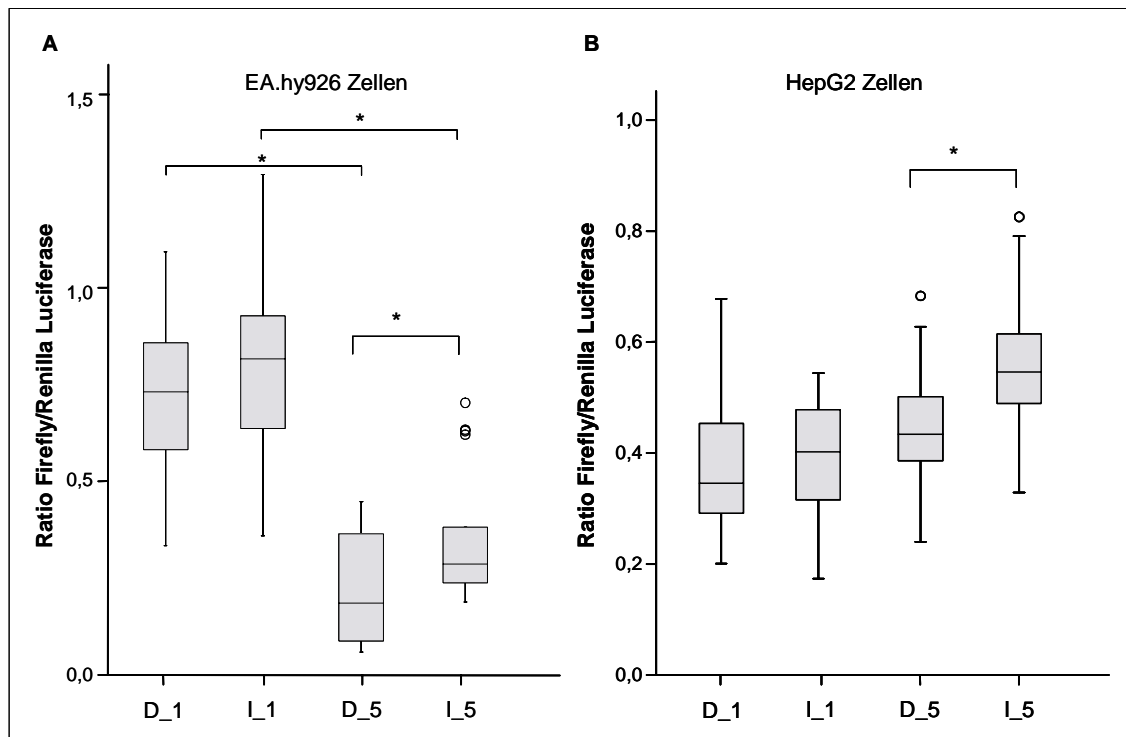 A
EA.hy926 Zellen
Ratio Firefly/Renilla Luciferase
1,5
1,0
0,5
0,0
*
*
*
D_1 I_1 D_5 I_5
B
HepG2 Zellen
Ratio Firefly/Renilla Luciferase
1,0
0,8
0,6
0,4
0,2
0,0
*
D_1 I_1 D_5 I_5